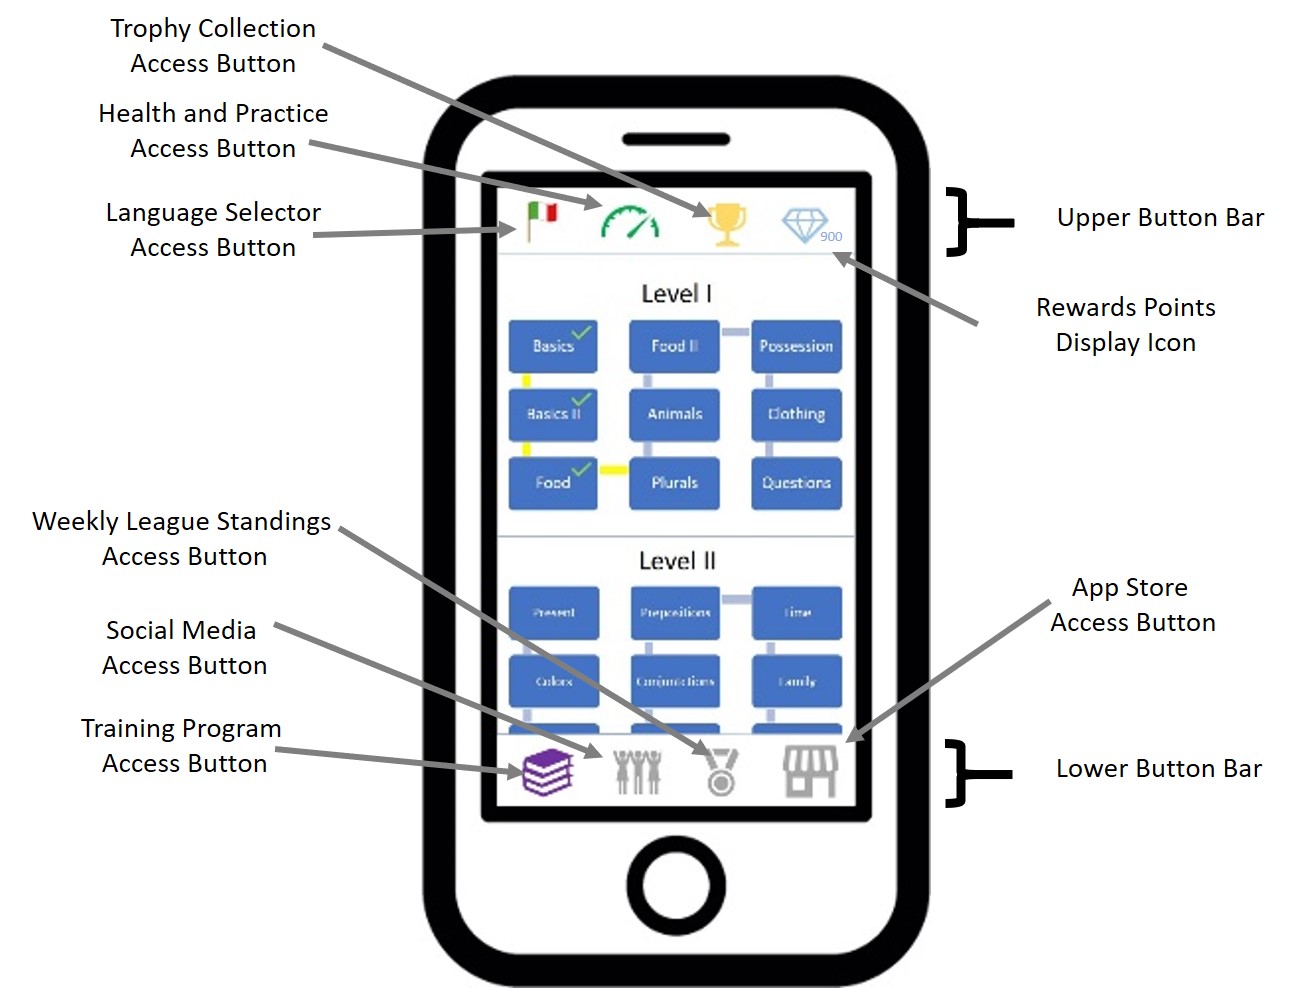 Trophy Collection
Access Button
Health and Practice
Access Button
Language Selector
Access Button
Upper Button Bar
900
Rewards Points
Display Icon
Level I
Basics
Food II
Possession
Basics II
Animals
Clothing
Food
Plurals
Questions
Weekly League Standings
Access Button
Level II
Present
Prepositions
Time
App Store
Access Button
Social Media
Access Button
Colors
Conjunctions
Family
Training Program
Access Button
Lower Button Bar